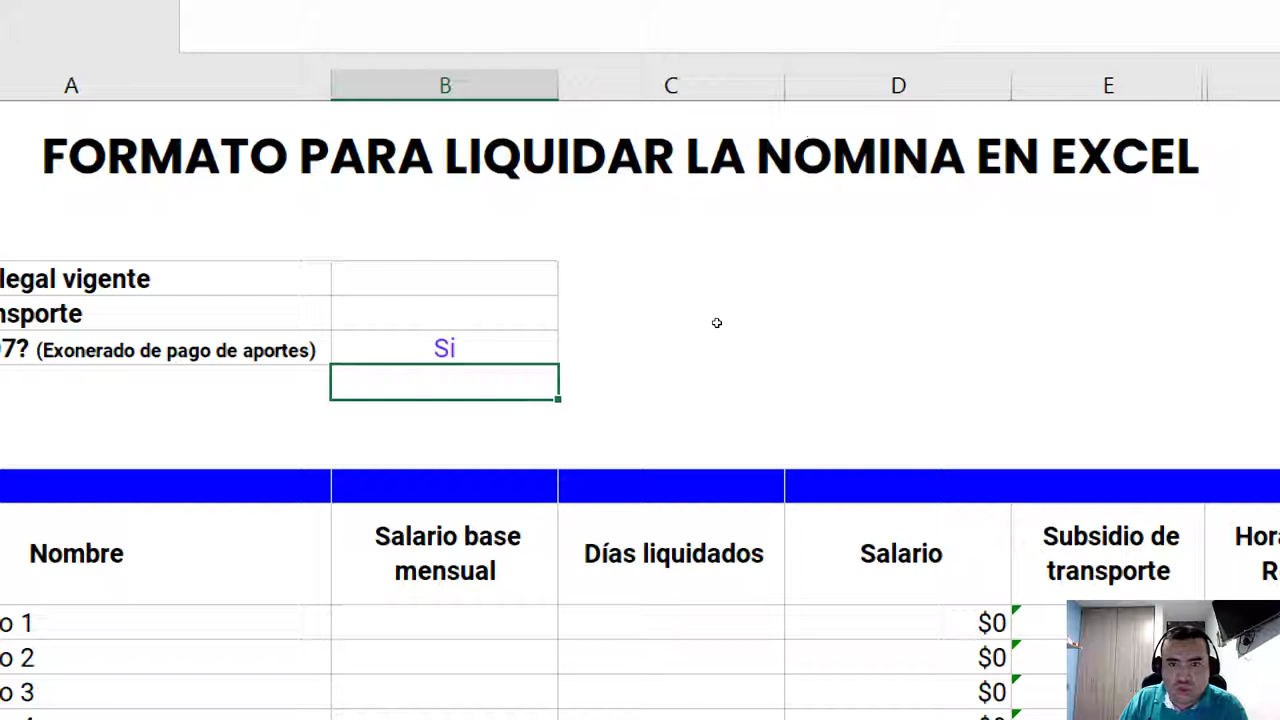 A B C D E
FORMATO PARA LIQUIDAR LA NOMINA EN EXCEL
legal vigente
nsporte
7? (Exonerado de pago de aportes) Si
Nombre
Salario base
mensual
Días liquidados
Salario
Subsidio de
transporte
Hora
R
o 1 $0
o 2 $0
o 3 $0
$0